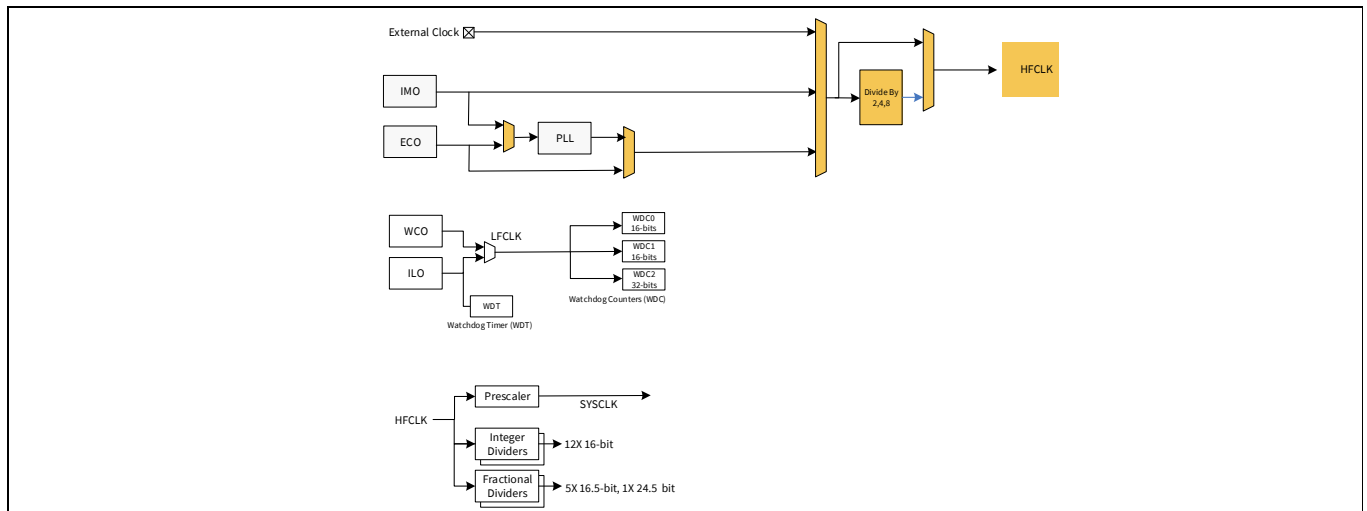 External Clock
IMO
ECO
PLL
Divide By
2,4,8
HFCLK
WCO
ILO
LFCLK
WDT
Watchdog Timer (WDT)
WDC0
16-bits
WDC1
16-bits
WDC2
32-bits
Watchdog Counters (WDC)
HFCLK
Prescaler
SYSCLK
Integer
Dividers
12X 16-bit
Fractional
Dividers
5X 16.5-bit, 1X 24.5 bit